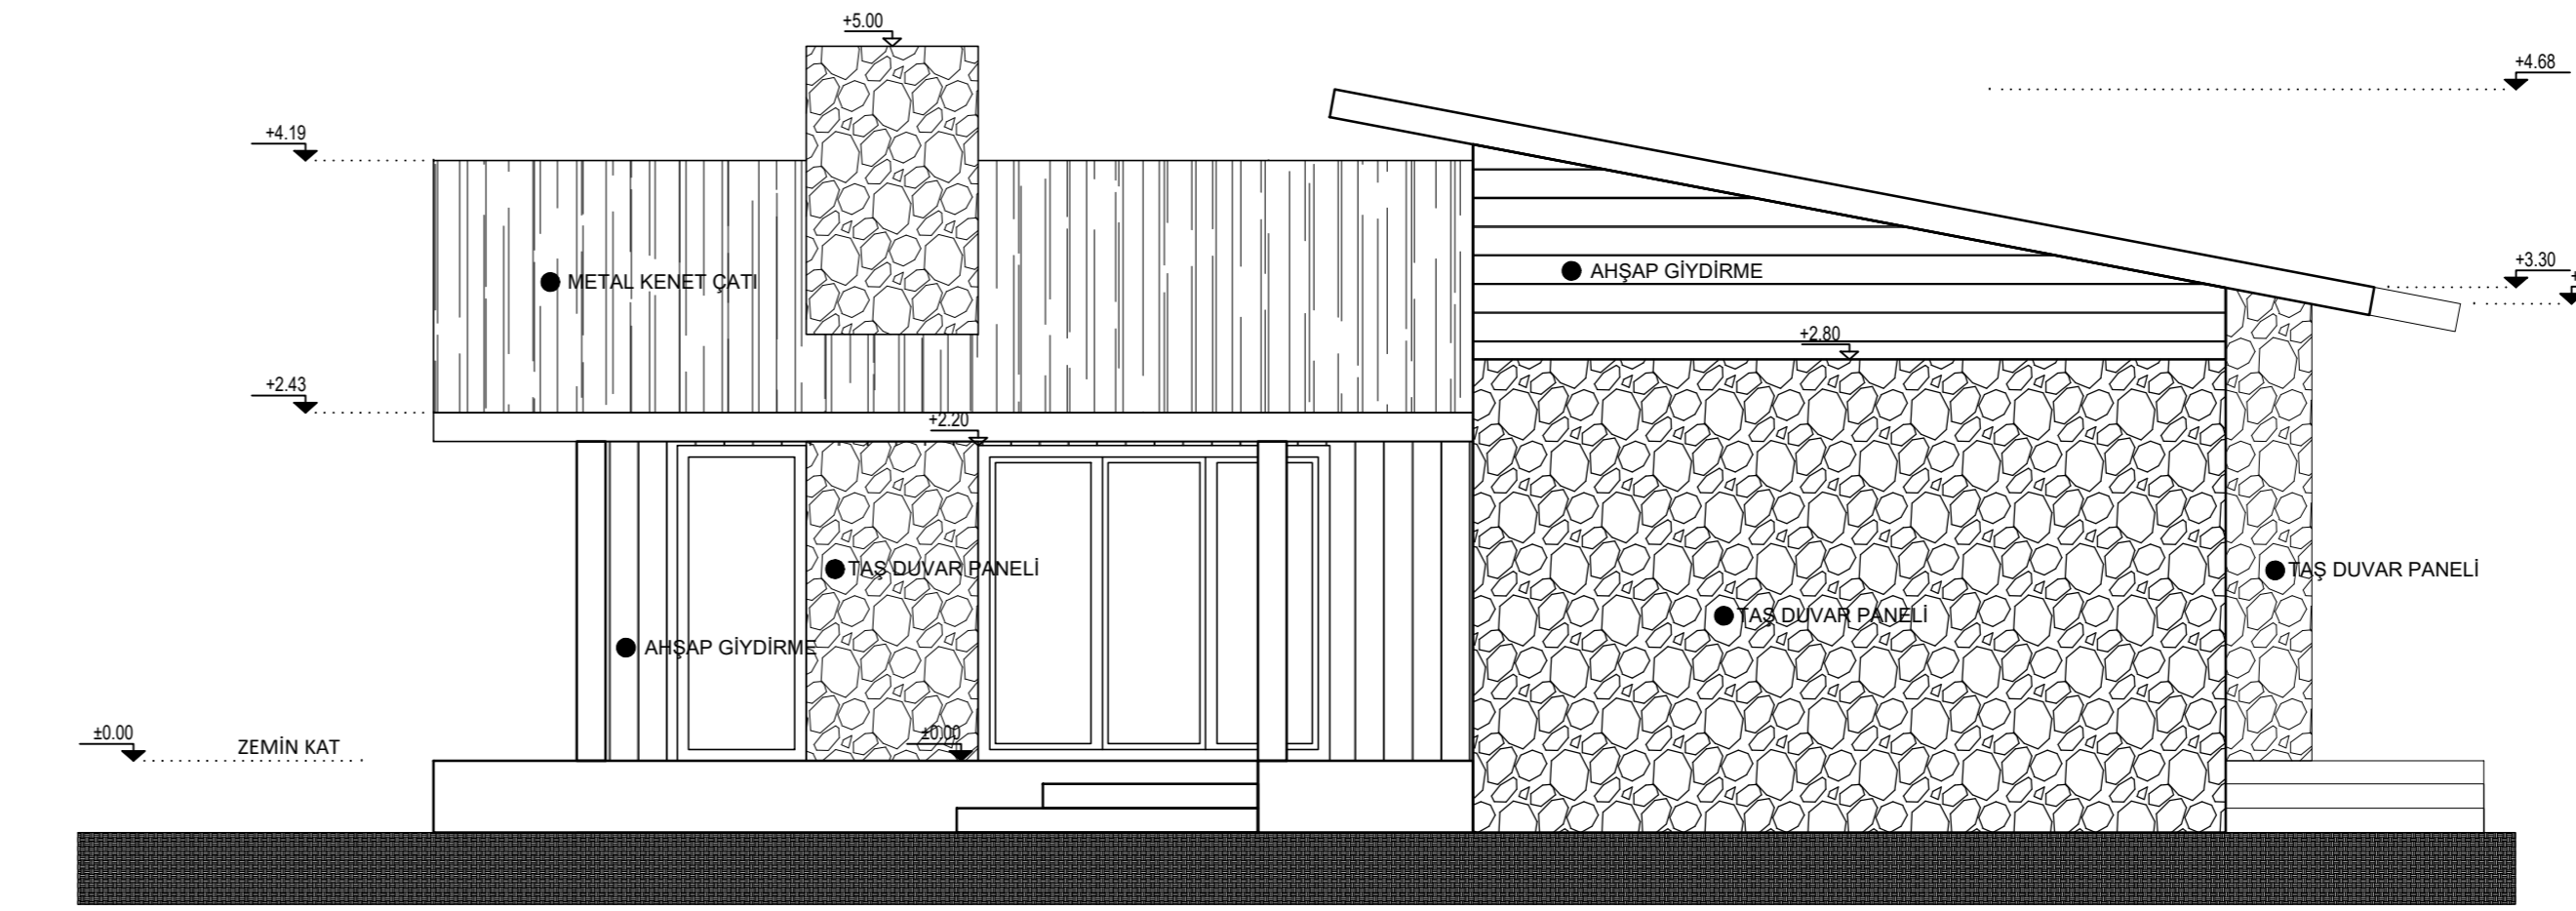 +5.00
+4.68
+4.19
METAL KENET ÇATI
AHŞAP GİYDİRME
+3.30
+2.80
+2.43
+2.20
TAŞ DUVAR PANELİ
TAŞ DUVAR PANELİ
TAŞ DUVAR PANELİ
AHŞAP GİYDİRME
±0.00
ZEMİN KAT
±0.00